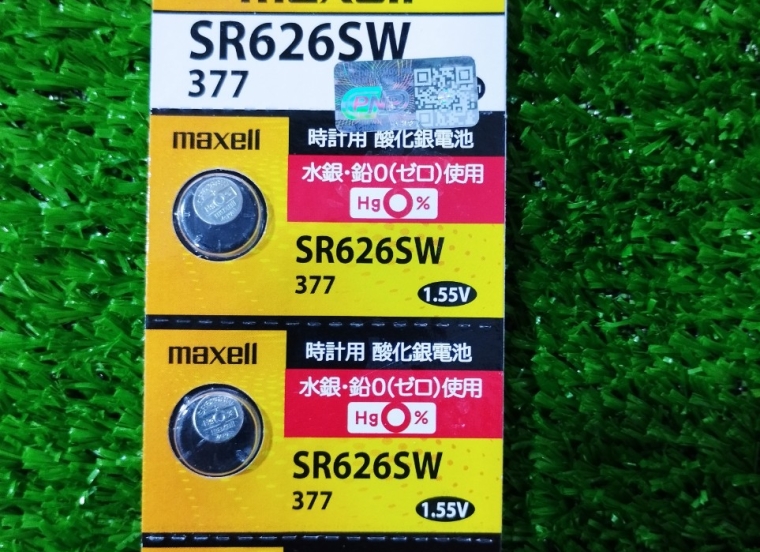 maxell
SR626SW
377
maxell
時計用 酸化銀電池
水銀・鉛0(ゼロ)使用
Hg 0 %
SR626SW
377
1.55V
maxell
時計用 酸化銀電池
水銀・鉛0(ゼロ)使用
Hg 0 %
SR626SW
377
1.55V